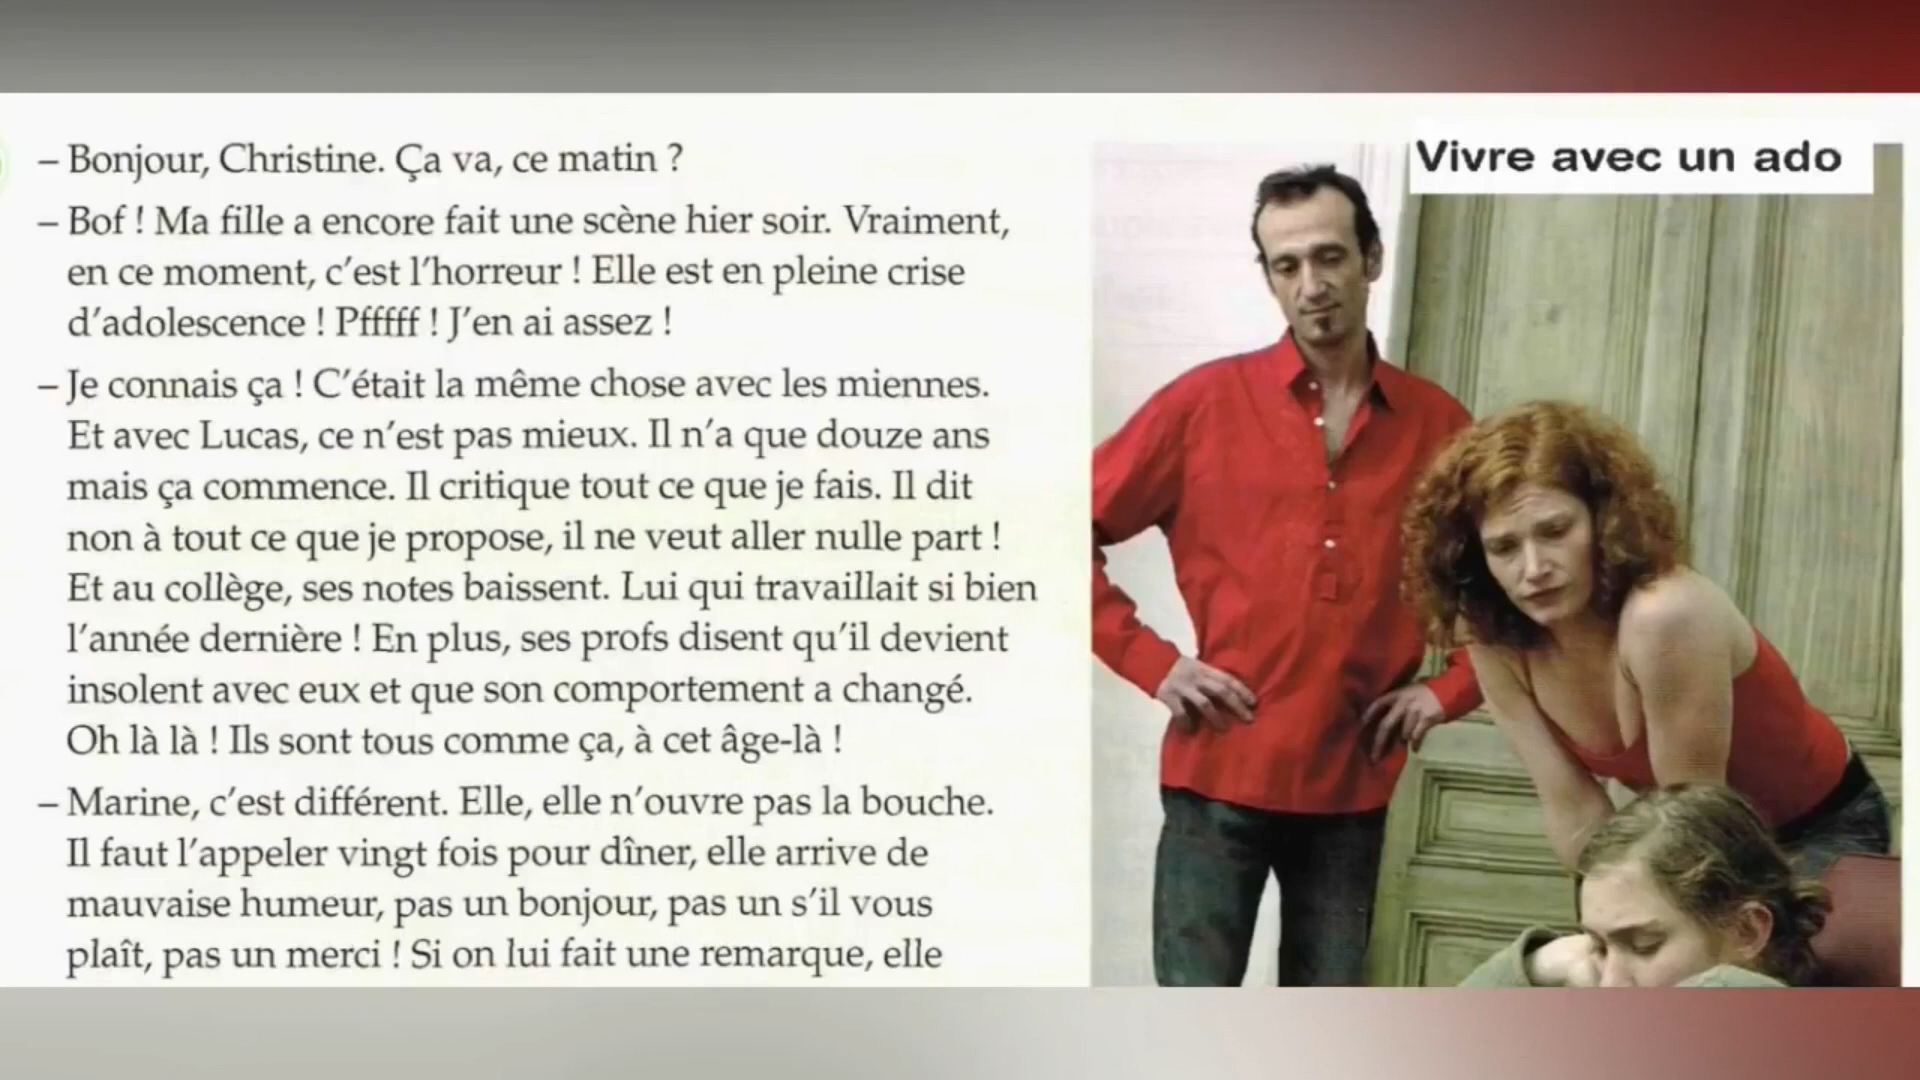 Vivre avec un ado
– Bonjour, Christine. Ça va, ce matin ?
– Bof ! Ma fille a encore fait une scène hier soir. Vraiment,
en ce moment, c’est l’horreur ! Elle est en pleine crise
d’adolescence ! Pfffff ! J’en ai assez !
– Je connais ça ! C’était la même chose avec les miennes.
Et avec Lucas, ce n’est pas mieux. Il n’a que douze ans
mais ça commence. Il critique tout ce que je fais. Il dit
non à tout ce que je propose, il ne veut aller nulle part !
Et au collège, ses notes baissent. Lui qui travaillait si bien
l’année dernière ! En plus, ses profs disent qu’il devient
insolent avec eux et que son comportement a changé.
Oh là là ! Ils sont tous comme ça, à cet âge-là !
– Marine, c’est différent. Elle, elle n’ouvre pas la bouche.
Il faut l’appeler vingt fois pour dîner, elle arrive de
mauvaise humeur, pas un bonjour, pas un s’il vous
plaît, pas un merci ! Si on lui fait une remarque, elle